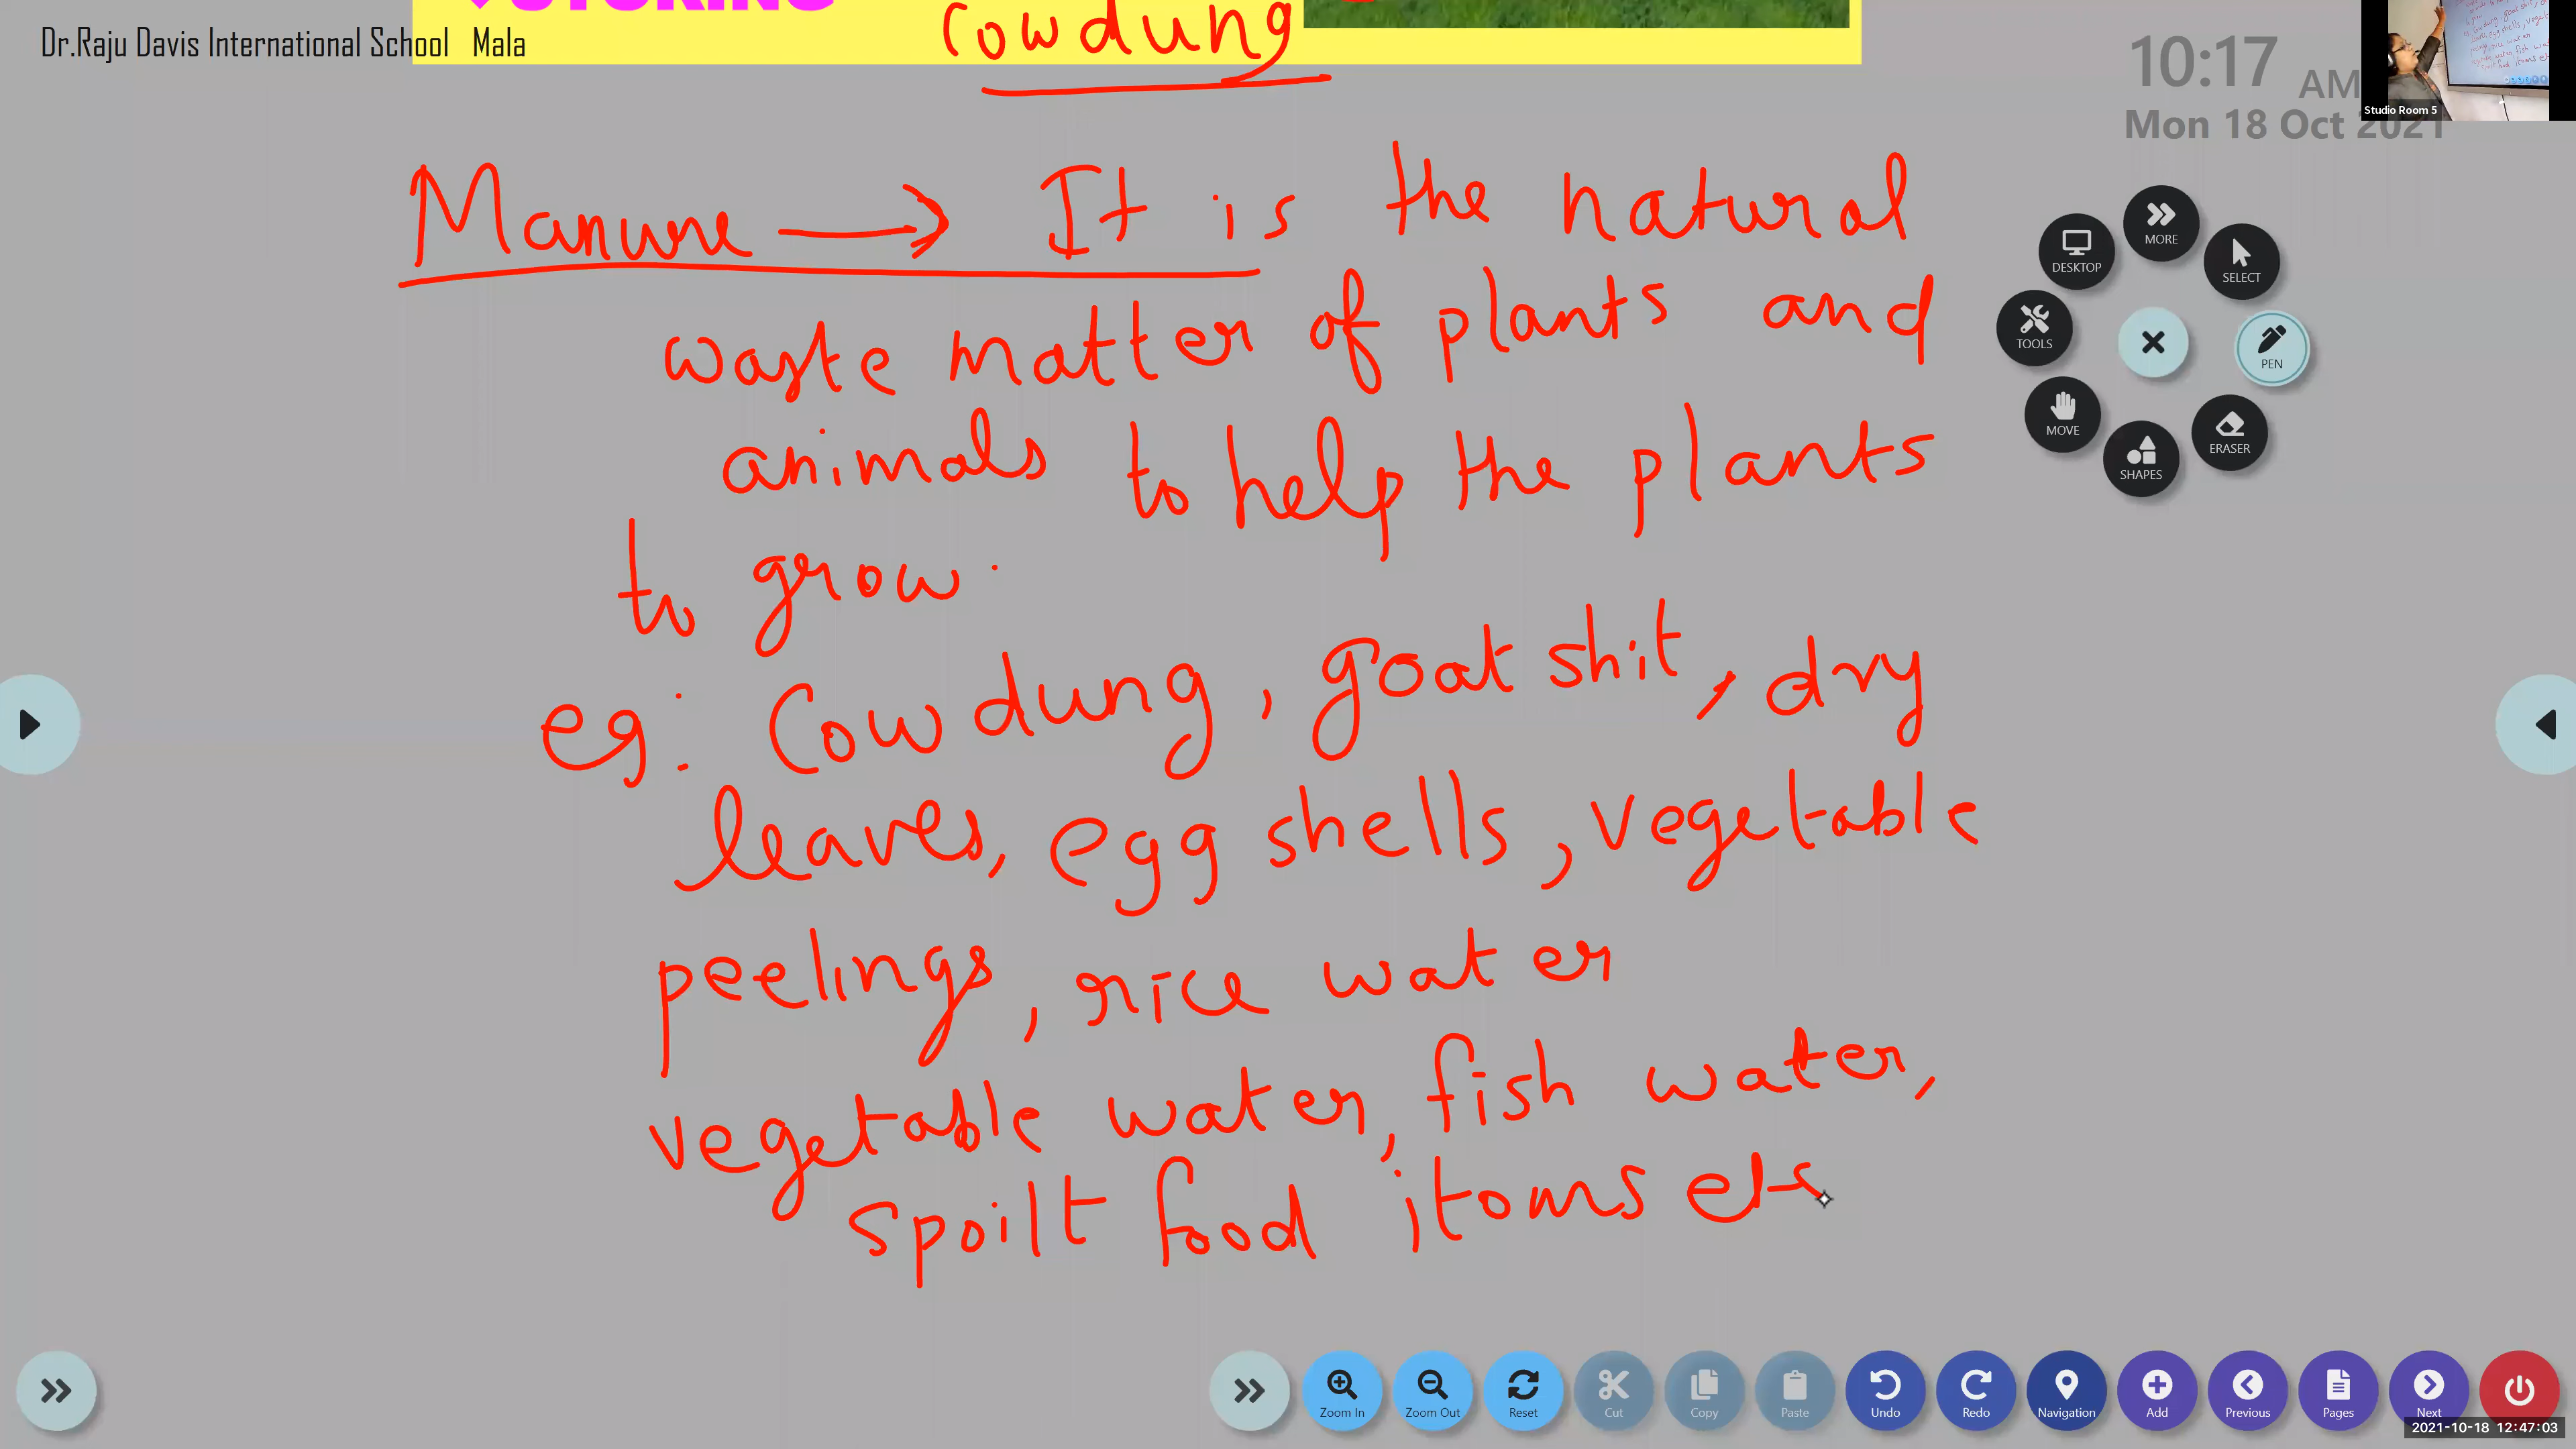 TUTORING
Cowdung
Dr.Raju Davis International School Mala
10:17 AM
Mon 18 Oct 2021
Studio Room 5
Manure → It is the natural
waste matter of plants and
animals to help the plants
to grow.
eg: Cowdung, goat shit, dry
leaves, egg shells, vegetable
peelings, rice water
vegetable water, fish water,
spoilt food itoms etc
MORE
DESKTOP
SELECT
TOOLS
PEN
MOVE
ERASER
SHAPES
Zoom In
Zoom Out
Reset
Cut
Copy
Paste
Undo
Redo
Navigation
Add
Previous
Pages
Next
2021-10-18 12:47:03